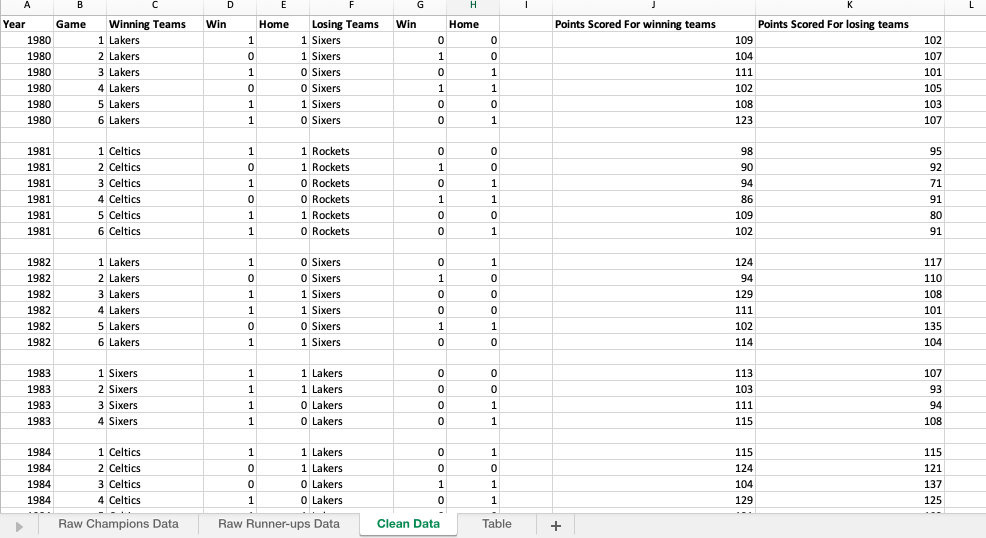 A B C D E F G H I J K L
Year Game Winning Teams Win Home Losing Teams Win Home Points Scored For winning teams Points Scored For losing teams
1980 1 Lakers 1 1 Sixers 0 0 109 102
1980 2 Lakers 0 1 Sixers 1 0 104 107
1980 3 Lakers 1 0 Sixers 0 1 111 101
1980 4 Lakers 0 0 Sixers 1 1 102 105
1980 5 Lakers 1 1 Sixers 0 0 108 103
1980 6 Lakers 1 0 Sixers 0 1 123 107
1981 1 Celtics 1 1 Rockets 0 0 98 95
1981 2 Celtics 0 1 Rockets 1 0 90 92
1981 3 Celtics 1 0 Rockets 0 1 94 71
1981 4 Celtics 0 0 Rockets 1 1 86 91
1981 5 Celtics 1 1 Rockets 0 0 109 80
1981 6 Celtics 1 0 Rockets 0 1 102 91
1982 1 Lakers 1 0 Sixers 0 1 124 117
1982 2 Lakers 0 0 Sixers 1 0 94 110
1982 3 Lakers 1 1 Sixers 0 0 129 108
1982 4 Lakers 1 1 Sixers 0 0 111 101
1982 5 Lakers 0 0 Sixers 1 1 102 135
1982 6 Lakers 1 1 Sixers 0 0 114 104
1983 1 Sixers 1 1 Lakers 0 0 113 107
1983 2 Sixers 1 1 Lakers 0 0 103 93
1983 3 Sixers 1 0 Lakers 0 1 111 94
1983 4 Sixers 1 0 Lakers 0 1 115 108
1984 1 Celtics 1 1 Lakers 0 1 115 115
1984 2 Celtics 0 1 Lakers 0 0 124 121
1984 3 Celtics 0 0 Lakers 1 1 104 137
1984 4 Celtics 1 0 Lakers 0 1 129 125
Raw Champions Data Raw Runner-ups Data Clean Data Table +